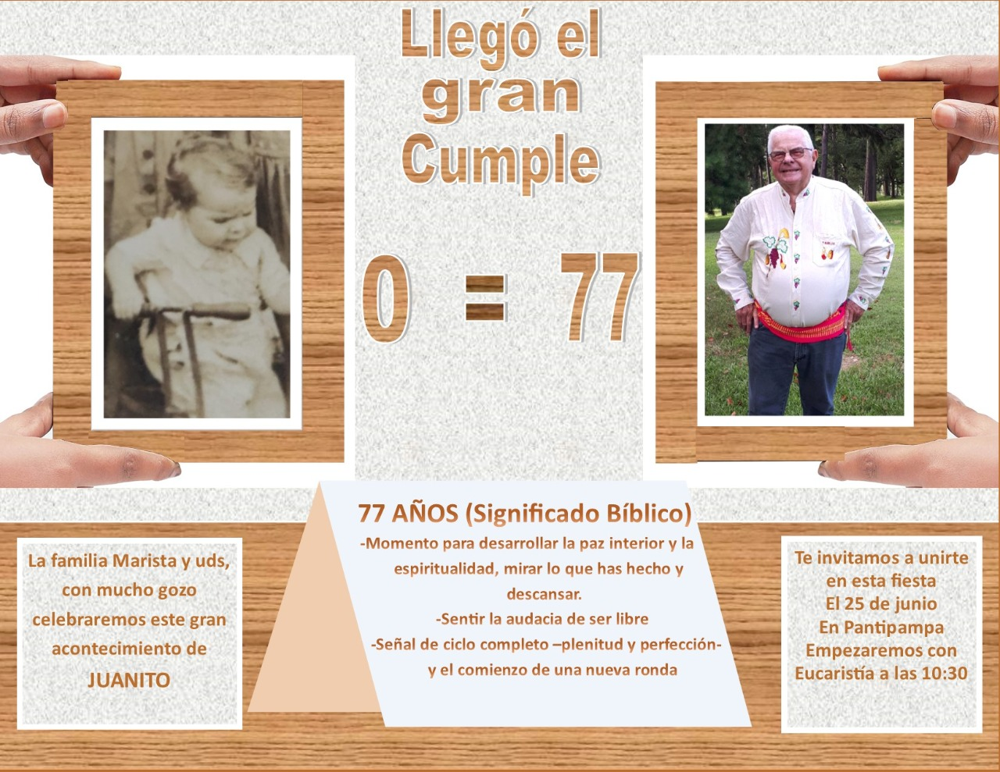 Llegó el
gran
Cumple
0 = 77
77 AÑOS (Significado Bíblico)
-Momento para desarrollar la paz interior y la
espiritualidad, mirar lo que has hecho y
descansar.
-Sentir la audacia de ser libre
-Señal de ciclo completo –plenitud y perfección-
y el comienzo de una nueva ronda
La familia Marista y uds,
con mucho gozo
celebraremos este gran
acontecimiento de
JUANITO
Te invitamos a unirte
en esta fiesta
El 25 de junio
En Pantipampa
Empezaremos con
Eucaristía a las 10:30